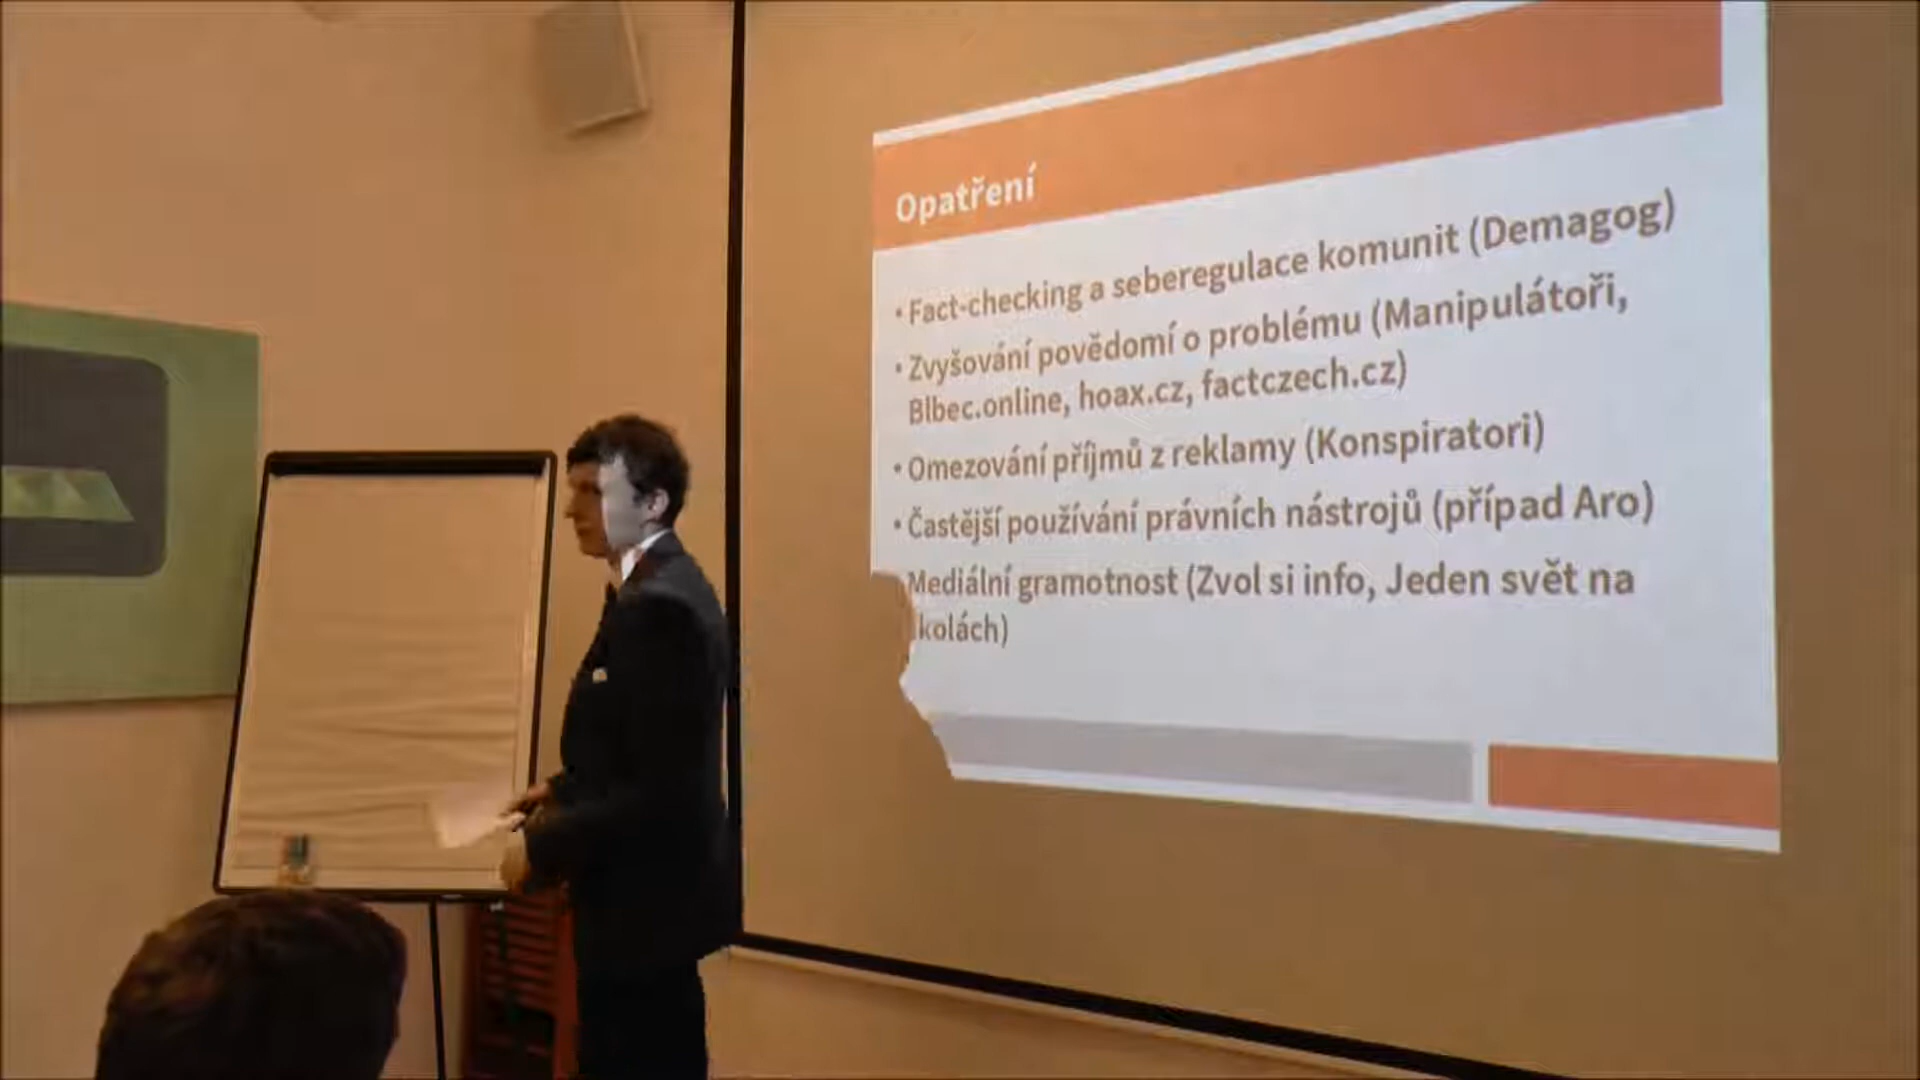 Opatření
• Fact-checking a seberegulace komunit (Demagog)
• Zvyšování povědomí o problému (Manipulátoři,
Blbec.online, hoax.cz, factczech.cz)
• Omezování příjmů z reklamy (Konspiratori)
• Častější používání právních nástrojů (případ Aro)
Mediální gramotnost (Zvol si info, Jeden svět na
kolách)